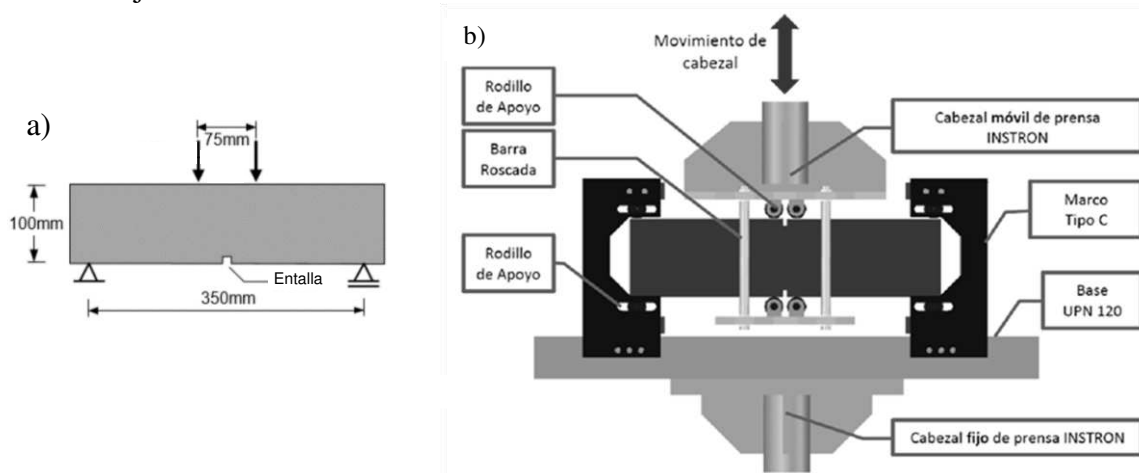 a)
75mm
100mm
Entalla
350mm
b)
Movimiento de
cabezal
Rodillo
de Apoyo
Barra
Roscada
Rodillo
de Apoyo
Cabezal móvil de prensa
INSTRON
Marco
Tipo C
Base
UPN 120
Cabezal fijo de prensa INSTRON